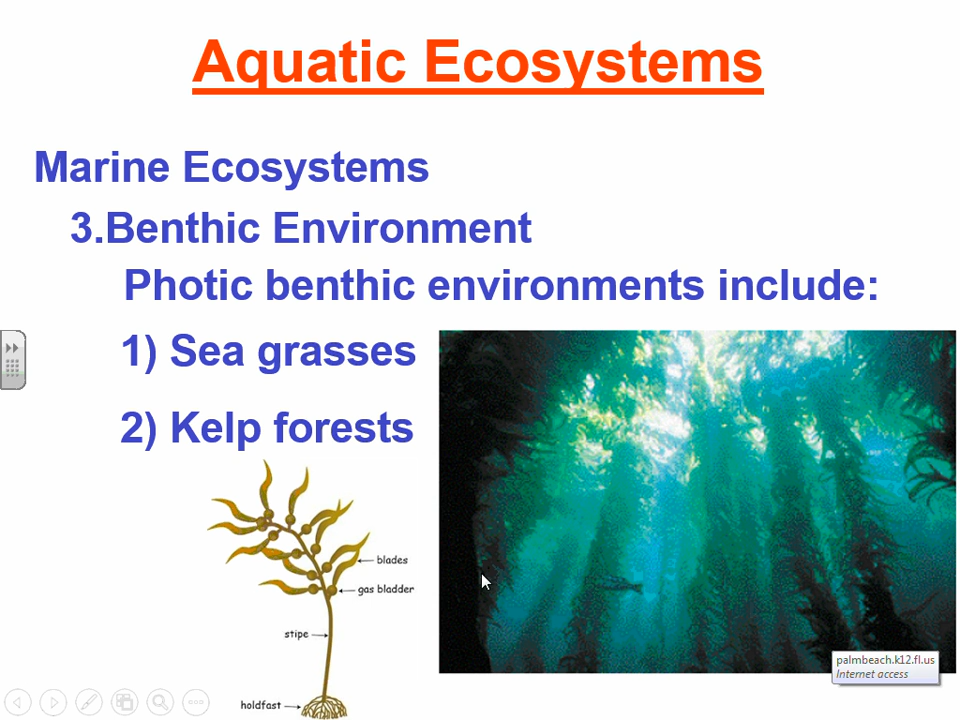 Aquatic Ecosystems
Marine Ecosystems
3.Benthic Environment
Photic benthic environments include:
1) Sea grasses
2) Kelp forests
blades
gas bladder
stipe
holdfast
palmbeach.k12.fl.us
Internet access